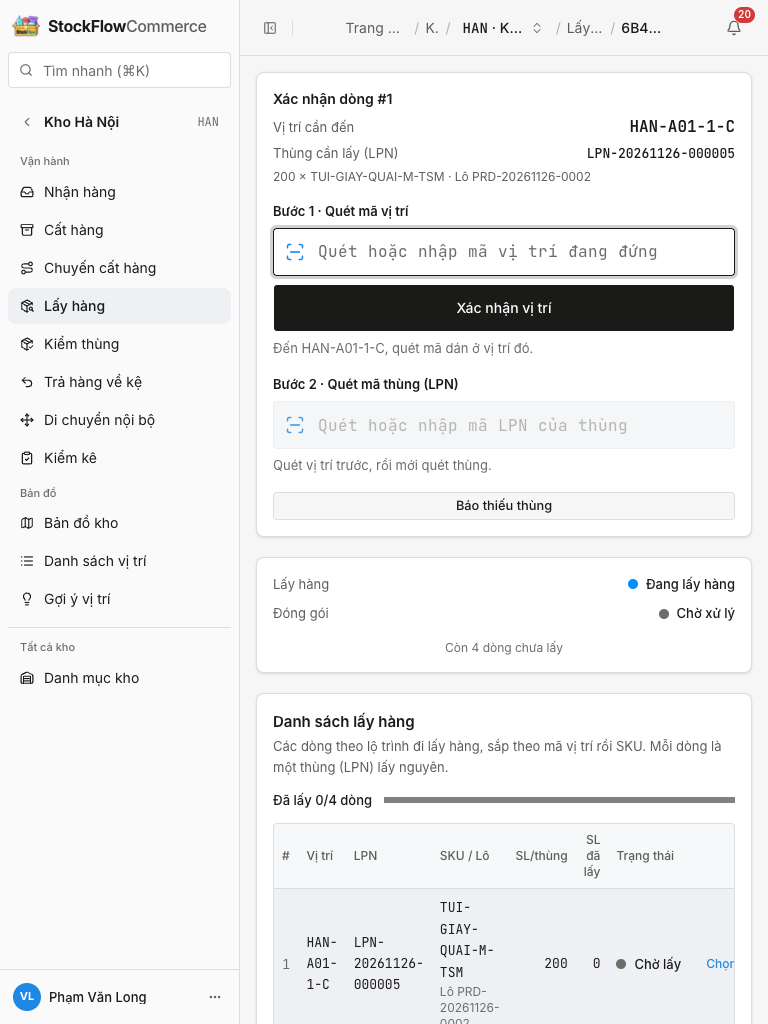 StockFlowCommerce
Tìm nhanh (⌘K)
Kho Hà Nội HAN
Vận hành
Nhận hàng
Cất hàng
Chuyến cất hàng
Lấy hàng
Kiểm thùng
Trả hàng về kệ
Di chuyển nội bộ
Kiểm kê
Bản đồ
Bản đồ kho
Danh sách vị trí
Gợi ý vị trí
Tất cả kho
Danh mục kho
VL Phạm Văn Long
Trang ... / K. / HAN · K... / Lấy... / 6B4...
20
Xác nhận dòng #1
Vị trí cần đến HAN-A01-1-C
Thùng cần lấy (LPN) LPN-20261126-000005
200 × TUI-GIAY-QUAI-M-TSM · Lô PRD-20261126-0002
Bước 1 · Quét mã vị trí
Quét hoặc nhập mã vị trí đang đứng
Xác nhận vị trí
Đến HAN-A01-1-C, quét mã dán ở vị trí đó.
Bước 2 · Quét mã thùng (LPN)
Quét hoặc nhập mã LPN của thùng
Quét vị trí trước, rồi mới quét thùng.
Báo thiếu thùng
Lấy hàng Đang lấy hàng
Đóng gói Chờ xử lý
Còn 4 dòng chưa lấy
Danh sách lấy hàng
Các dòng theo lộ trình đi lấy hàng, sắp theo mã vị trí rồi SKU. Mỗi dòng là
một thùng (LPN) lấy nguyên.
Đã lấy 0/4 dòng
# Vị trí LPN SKU / Lô SL/thùng SL đã lấy Trạng thái
1 HAN-A01-1-C LPN-20261126-000005 TUI-GIAY-QUAI-M-TSM 200 0 Chờ lấy Chọn
Lô PRD-20261126-0002